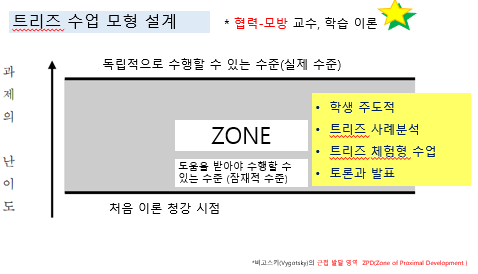 트리즈 수업 모형 설계
* 협력-모방 교수, 학습 이론
과제의 난이도
독립적으로 수행할 수 있는 수준(실제 수준)
ZONE
도움을 받아야 수행할 수
있는 수준 (잠재적 수준)
• 학생 주도적
• 트리즈 사례분석
• 트리즈 체험형 수업
• 토론과 발표
처음 이론 청강 시점
*비고스키(Vygotsky)의 근접 발달 영역 ZPD(Zone of Proximal Development )